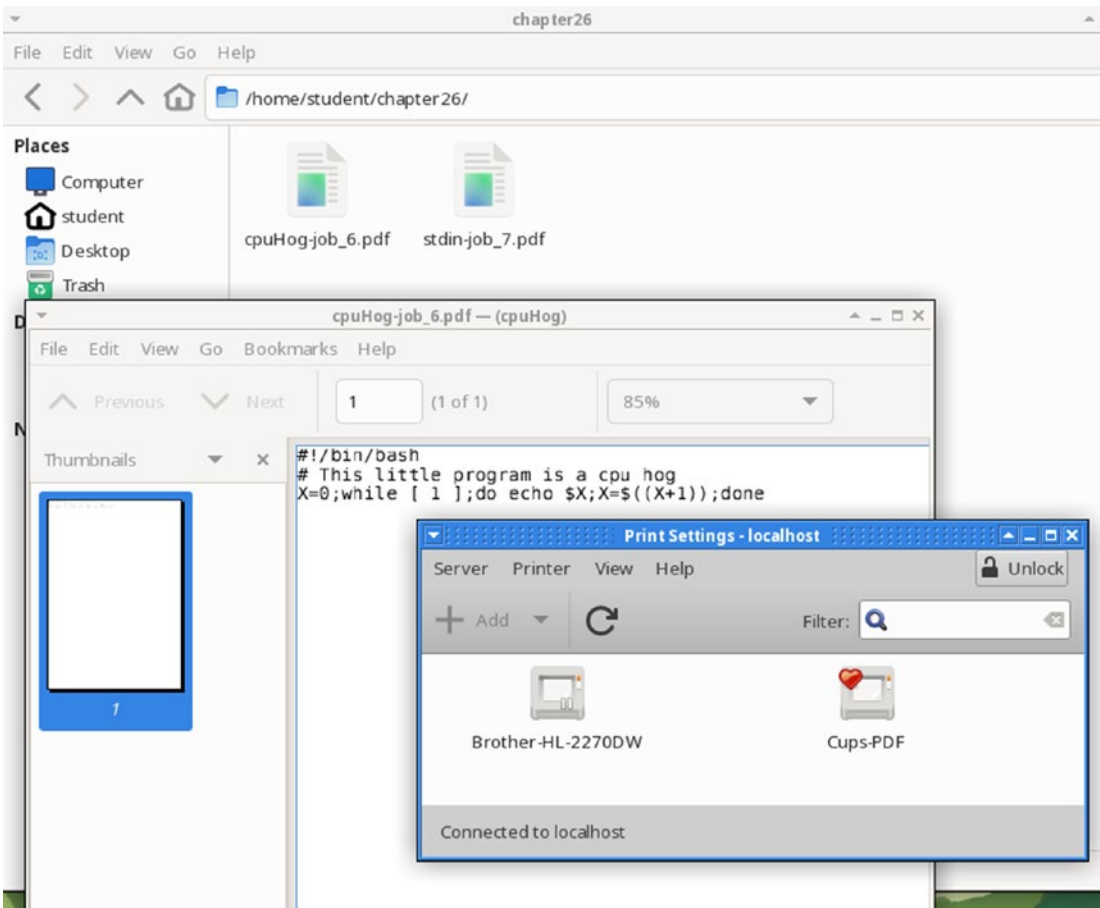 chapter26
File Edit View Go Help
/home/student/chapter26/
Places
Computer
student
Desktop
Trash
cpuHog-job_6.pdf stdin-job_7.pdf
D
N
cpuHog-job_6.pdf — (cpuHog)
File Edit View Go Bookmarks Help
Previous Next 1 (1 of 1) 85%
Thumbnails
1
#!/bin/bash
# This little program is a cpu hog
X=0;while [ 1 ];do echo $X;X=$((X+1));done
Print Settings - localhost
Server Printer View Help Unlock
Add Filter:
Brother-HL-2270DW Cups-PDF
Connected to localhost